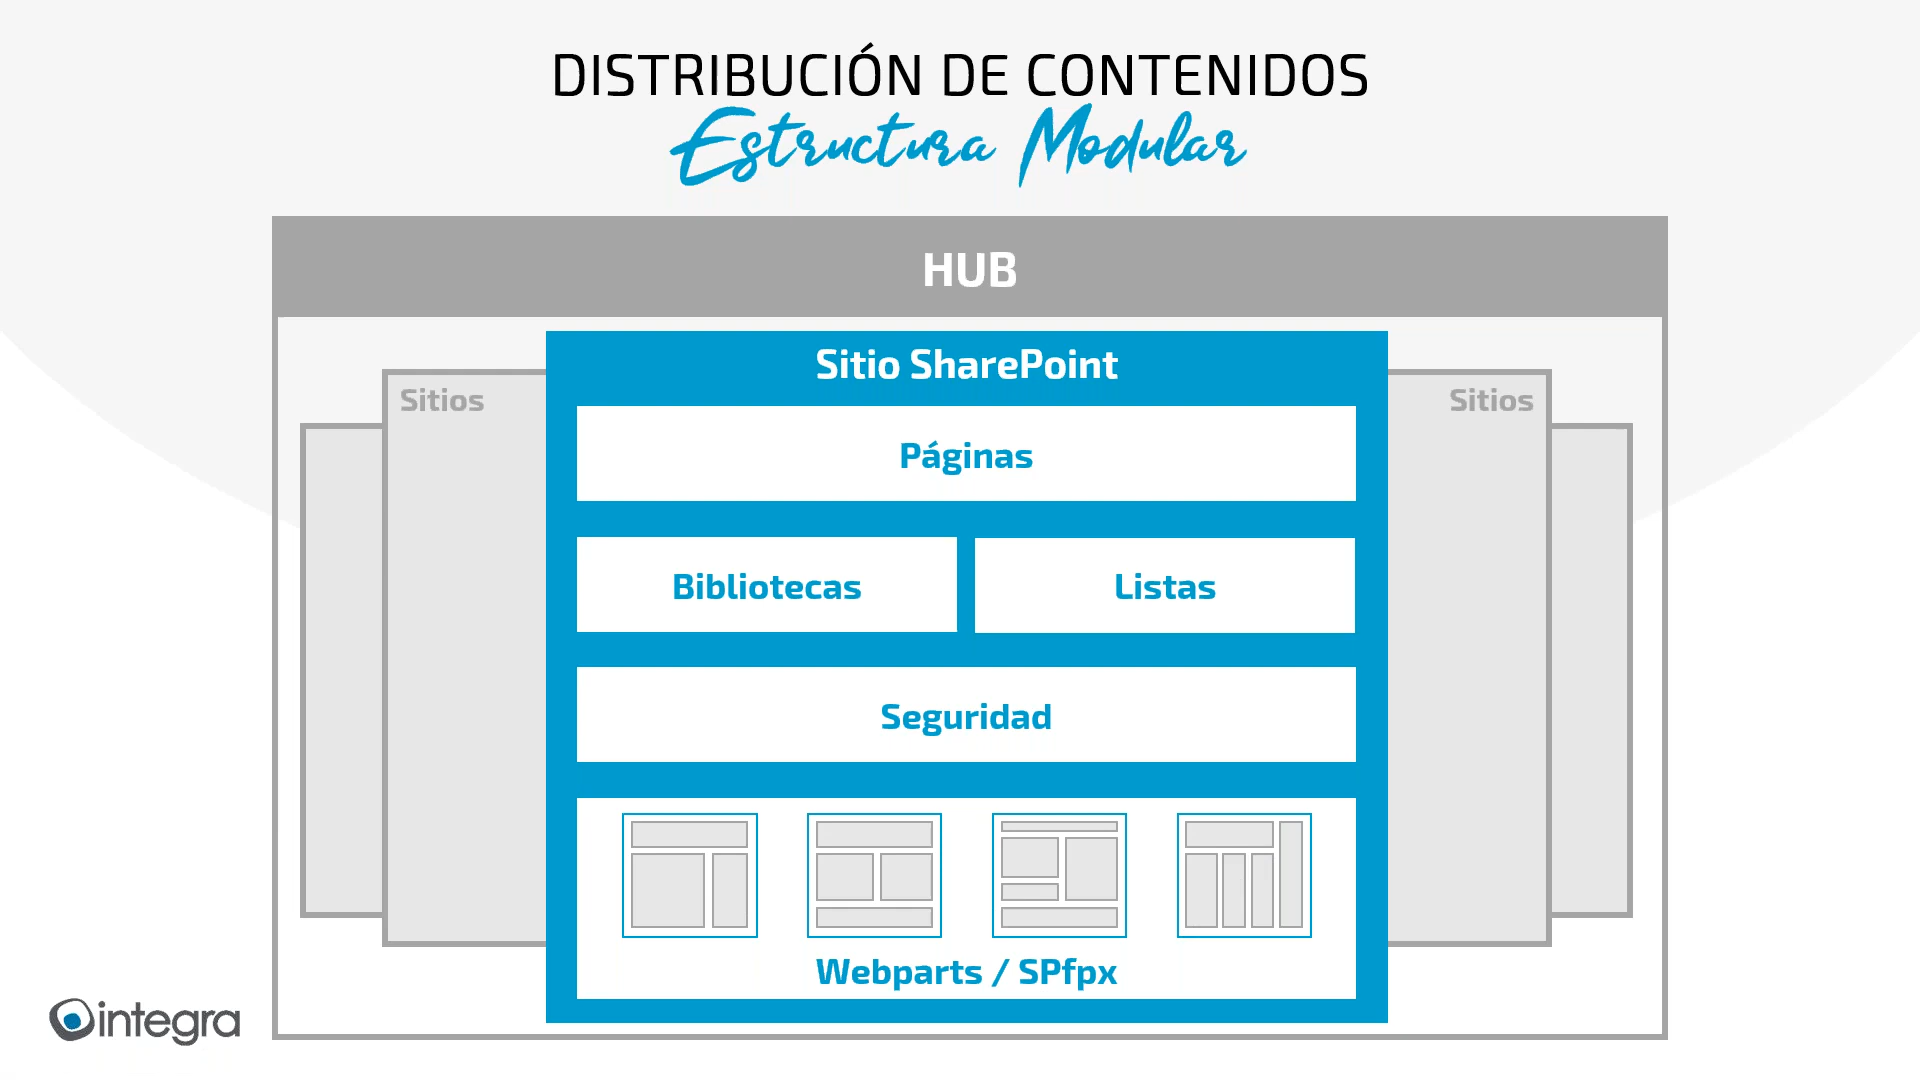 DISTRIBUCIÓN DE CONTENIDOS
Estructura Modular
HUB
Sitio SharePoint
Sitios
Sitios
Páginas
Bibliotecas
Listas
Seguridad
Webparts / SPfpx
integra